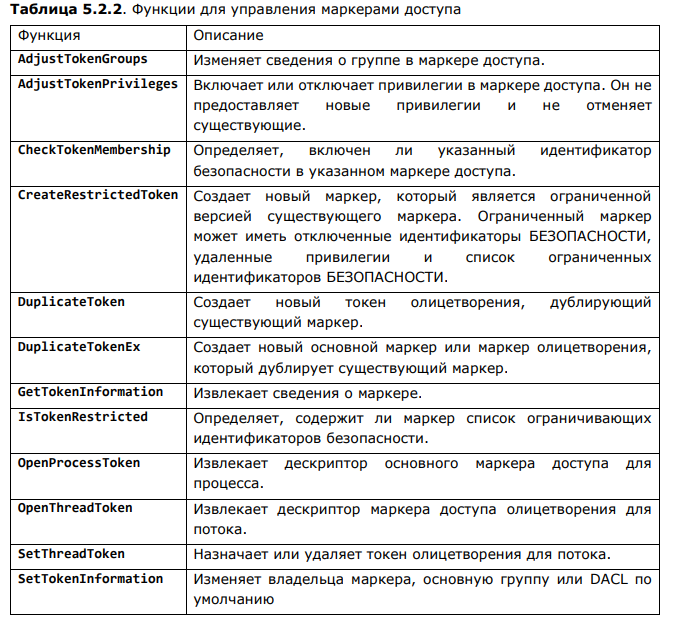 Таблица 5.2.2. Функции для управления маркерами доступа
Функция Описание
AdjustTokenGroups Изменяет сведения о группе в маркере доступа.
AdjustTokenPrivileges Включает или отключает привилегии в маркере доступа. Он не
предоставляет новые привилегии и не отменяет
существующие.
CheckTokenMembership Определяет, включен ли указанный идентификатор
безопасности в указанном маркере доступа.
CreateRestrictedToken Создает новый маркер, который является ограниченной
версией существующего маркера. Ограниченный маркер
может иметь отключенные идентификаторы БЕЗОПАСНОСТИ,
удаленные привилегии и список ограниченных
идентификаторов БЕЗОПАСНОСТИ.
DuplicateToken Создает новый токен олицетворения, дублирующий
существующий маркер.
DuplicateTokenEx Создает новый основной маркер или маркер олицетворения,
который дублирует существующий маркер.
GetTokenInformation Извлекает сведения о маркере.
IsTokenRestricted Определяет, содержит ли маркер список ограничивающих
идентификаторов безопасности.
OpenProcessToken Извлекает дескриптор основного маркера доступа для
процесса.
OpenThreadToken Извлекает дескриптор маркера доступа олицетворения для
потока.
SetThreadToken Назначает или удаляет токен олицетворения для потока.
SetTokenInformation Изменяет владельца маркера, основную группу или DACL по
умолчанию